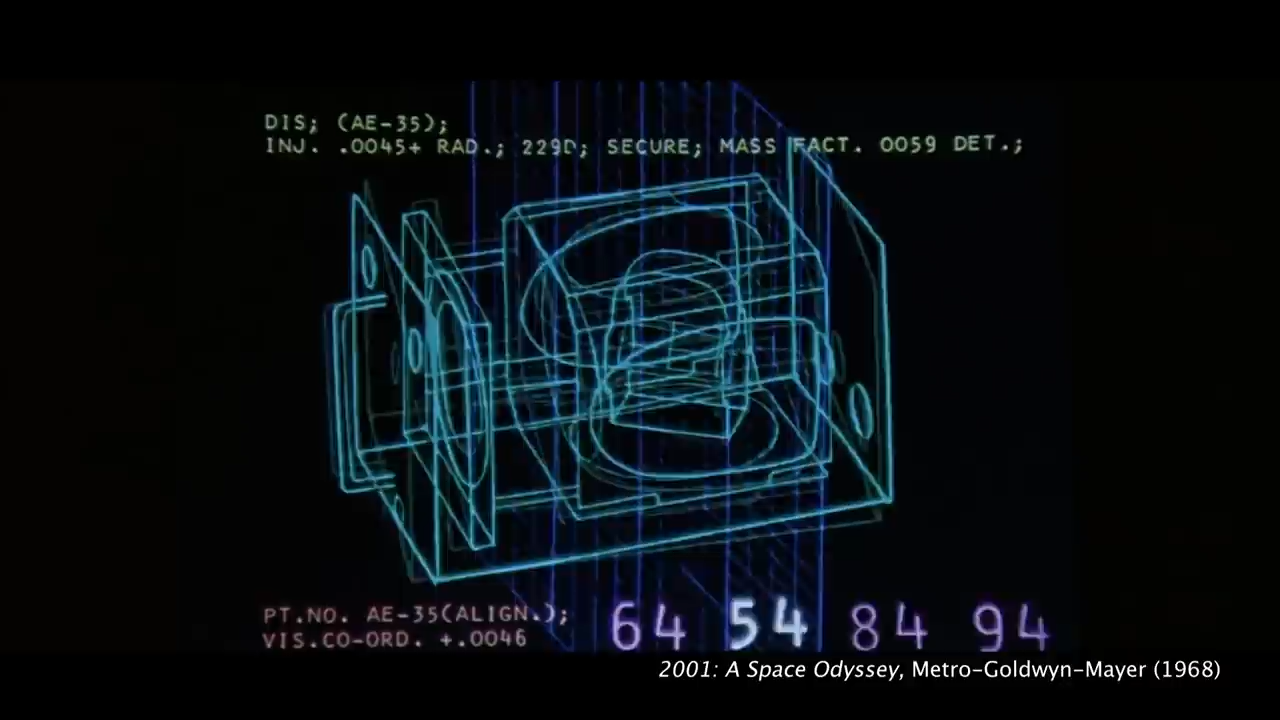 DIS; (AE-35);
INJ. .0045+ RAD.; 229D; SECURE; MASS FACT. 0059 DET.;
PT.NO. AE-35(ALIGN.);
VIS.CO-ORD. +.0046
64 54 84 94
2001: A Space Odyssey, Metro-Goldwyn-Mayer (1968)